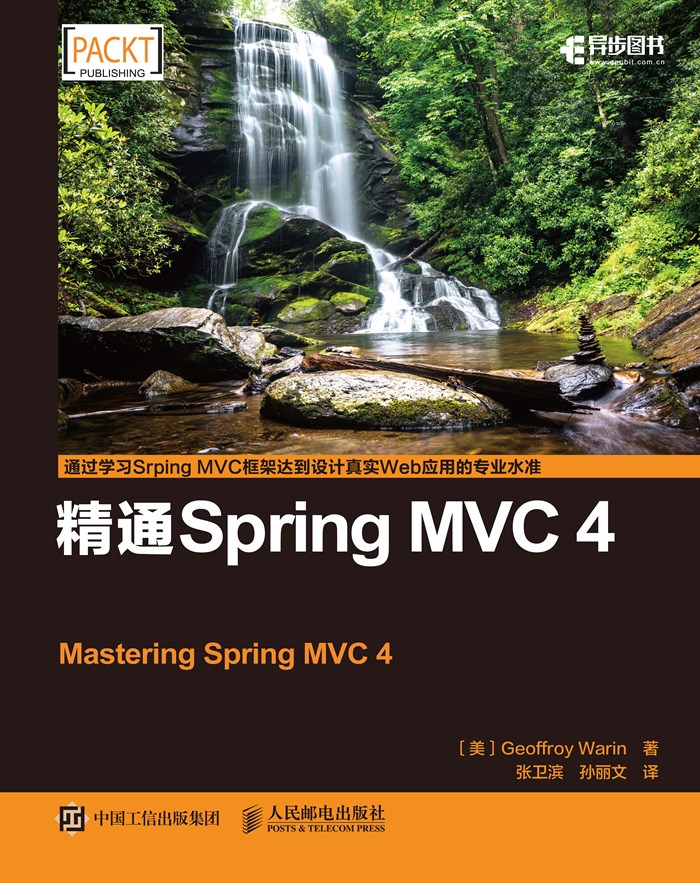 PACKT
PUBLISHING
异步图书
www.epubit.com.cn
通过学习Srping MVC框架达到设计真实Web应用的专业水准
精通Spring MVC 4
Mastering Spring MVC 4
[美] Geoffroy Warin 著
张卫滨 孙丽文 译
中国工信出版集团
人民邮电出版社
POSTS & TELECOM PRESS